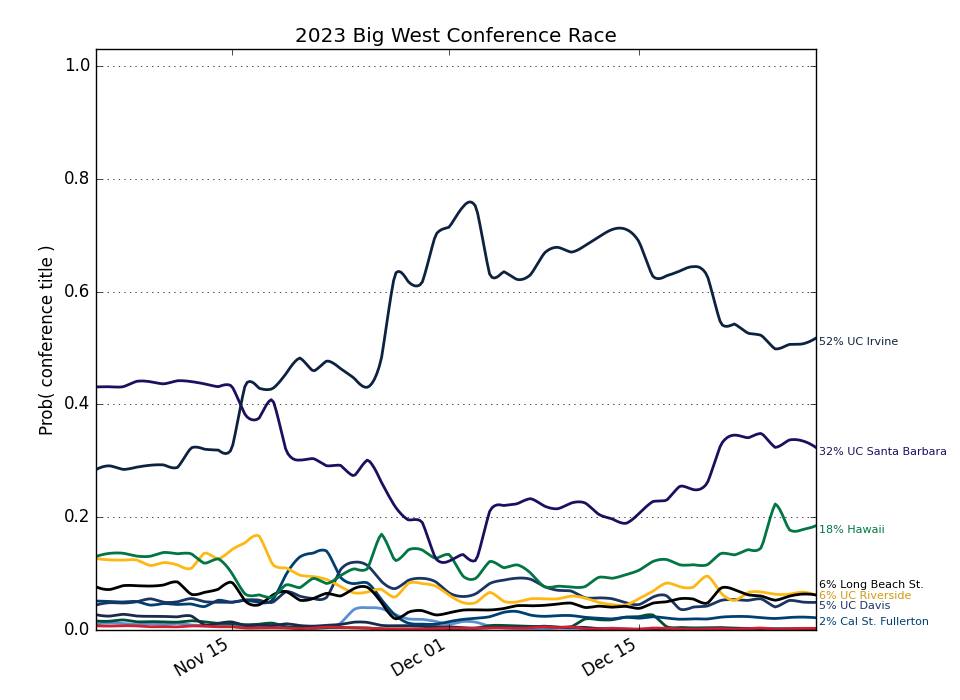 2023 Big West Conference Race
Prob( conference title )
1.0
0.8
0.6
0.4
0.2
0.0
Nov 15
Dec 01
Dec 15
52% UC Irvine
32% UC Santa Barbara
18% Hawaii
6% Long Beach St.
6% UC Riverside
5% UC Davis
2% Cal St. Fullerton